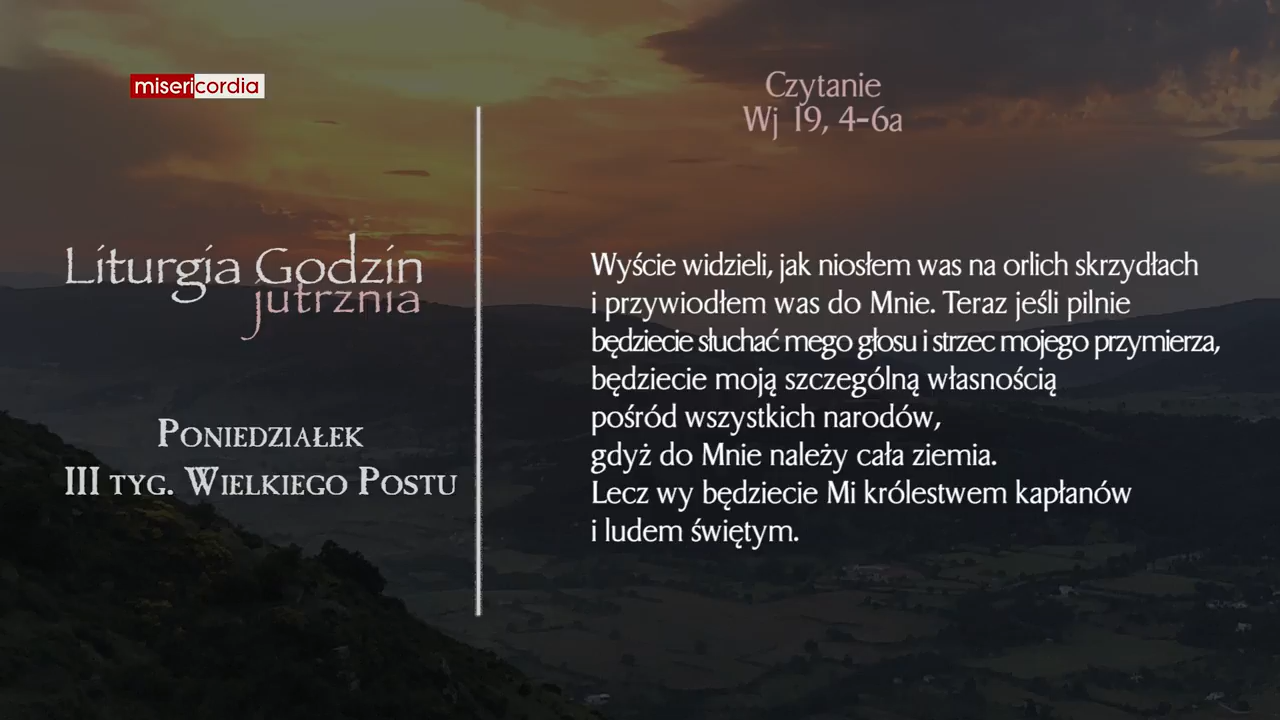 misericordia
Liturgia Godzin
jutrznia
Poniedziałek
III tyg. Wielkiego Postu
Czytanie
Wj 19, 4-6a
Wyście widzieli, jak niosłem was na orlich skrzydłach
i przywiodłem was do Mnie. Teraz jeśli pilnie
będziecie słuchać mego głosu i strzec mojego przymierza,
będziecie moją szczególną własnością
pośród wszystkich narodów,
gdyż do Mnie należy cała ziemia.
Lecz wy będziecie Mi królestwem kapłanów
i ludem świętym.